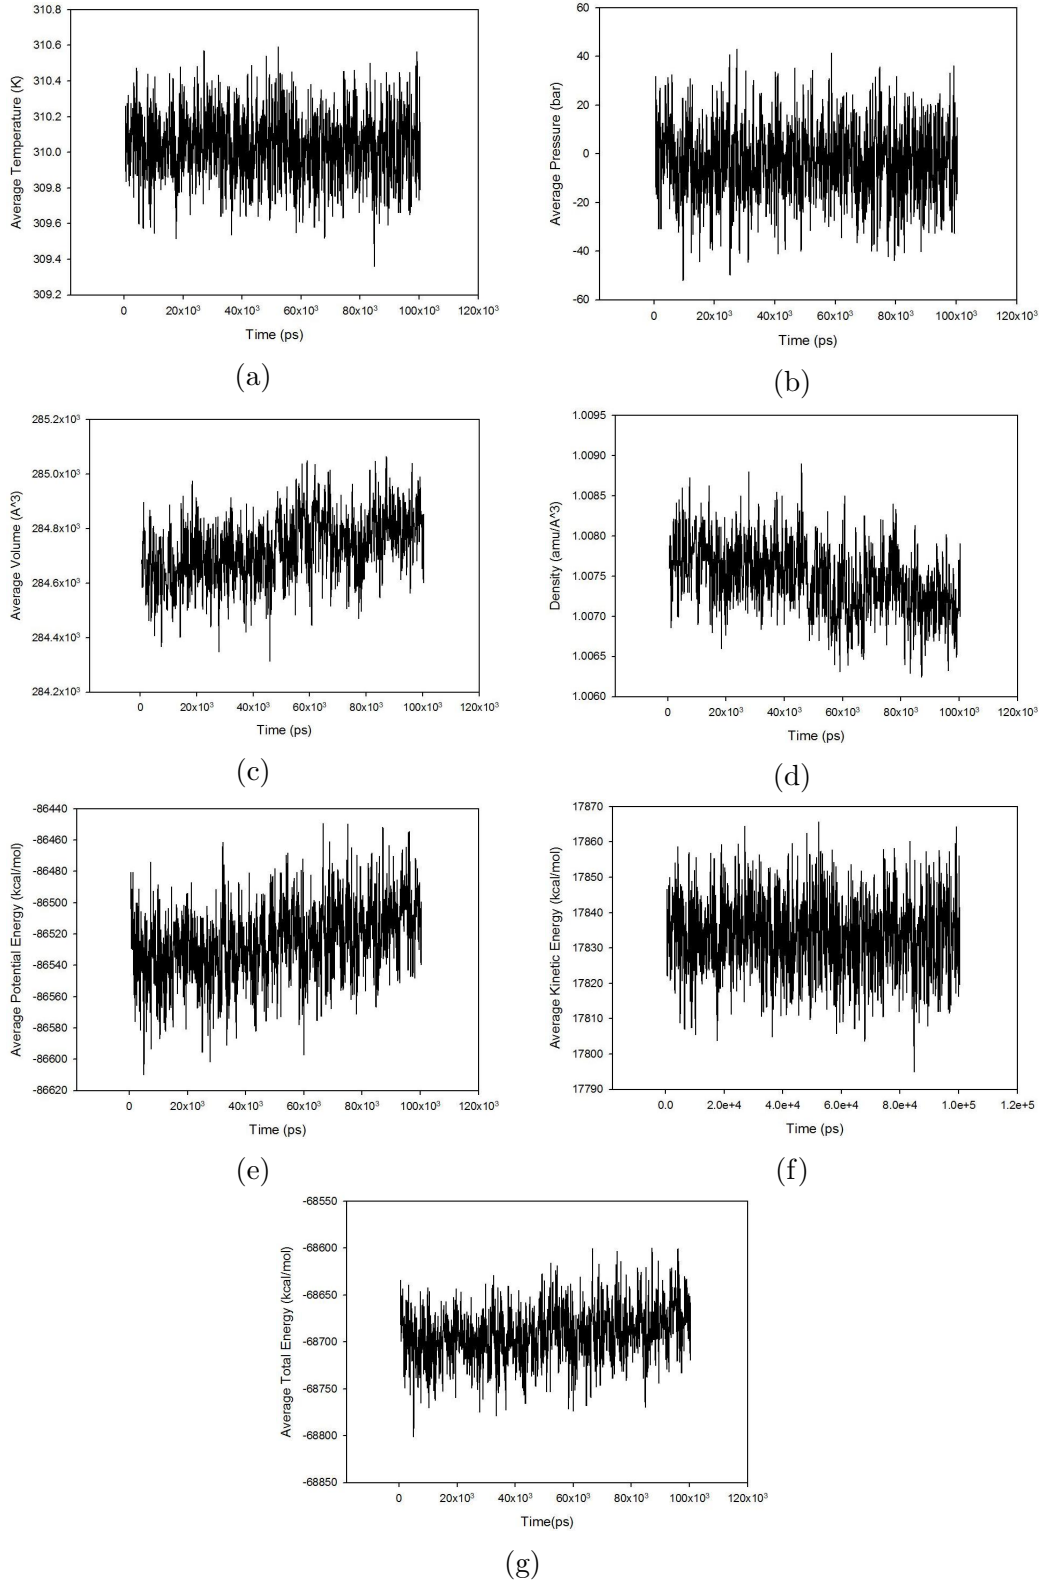 310.8
310.6
310.4
310.2
310.0
309.8
309.6
309.4
309.2
Average Temperature (K)
0 20x10³ 40x10³ 60x10³ 80x10³ 100x10³ 120x10³
Time (ps)
(a)
60
40
20
0
-20
-40
-60
Average Pressure (bar)
0 20x10³ 40x10³ 60x10³ 80x10³ 100x10³ 120x10³
Time (ps)
(b)
285.2x10³
285.0x10³
284.8x10³
284.6x10³
284.4x10³
284.2x10³
Average Volume (A^3)
0 20x10³ 40x10³ 60x10³ 80x10³ 100x10³ 120x10³
Time (ps)
(c)
1.0095
1.0090
1.0085
1.0080
1.0075
1.0070
1.0065
1.0060
Density (amu/A^3)
0 20x10³ 40x10³ 60x10³ 80x10³ 100x10³ 120x10³
Time (ps)
(d)
-86440
-86460
-86480
-86500
-86520
-86540
-86560
-86580
-86600
-86620
Average Potential Energy (kcal/mol)
0 20x10³ 40x10³ 60x10³ 80x10³ 100x10³ 120x10³
Time (ps)
(e)
17870
17860
17850
17840
17830
17820
17810
17800
17790
Average Kinetic Energy (kcal/mol)
0.0 2.0e+4 4.0e+4 6.0e+4 8.0e+4 1.0e+5 1.2e+5
Time (ps)
(f)
-68550
-68600
-68650
-68700
-68750
-68800
-68850
Average Total Energy (kcal/mol)
0 20x10³ 40x10³ 60x10³ 80x10³ 100x10³ 120x10³
Time(ps)
(g)